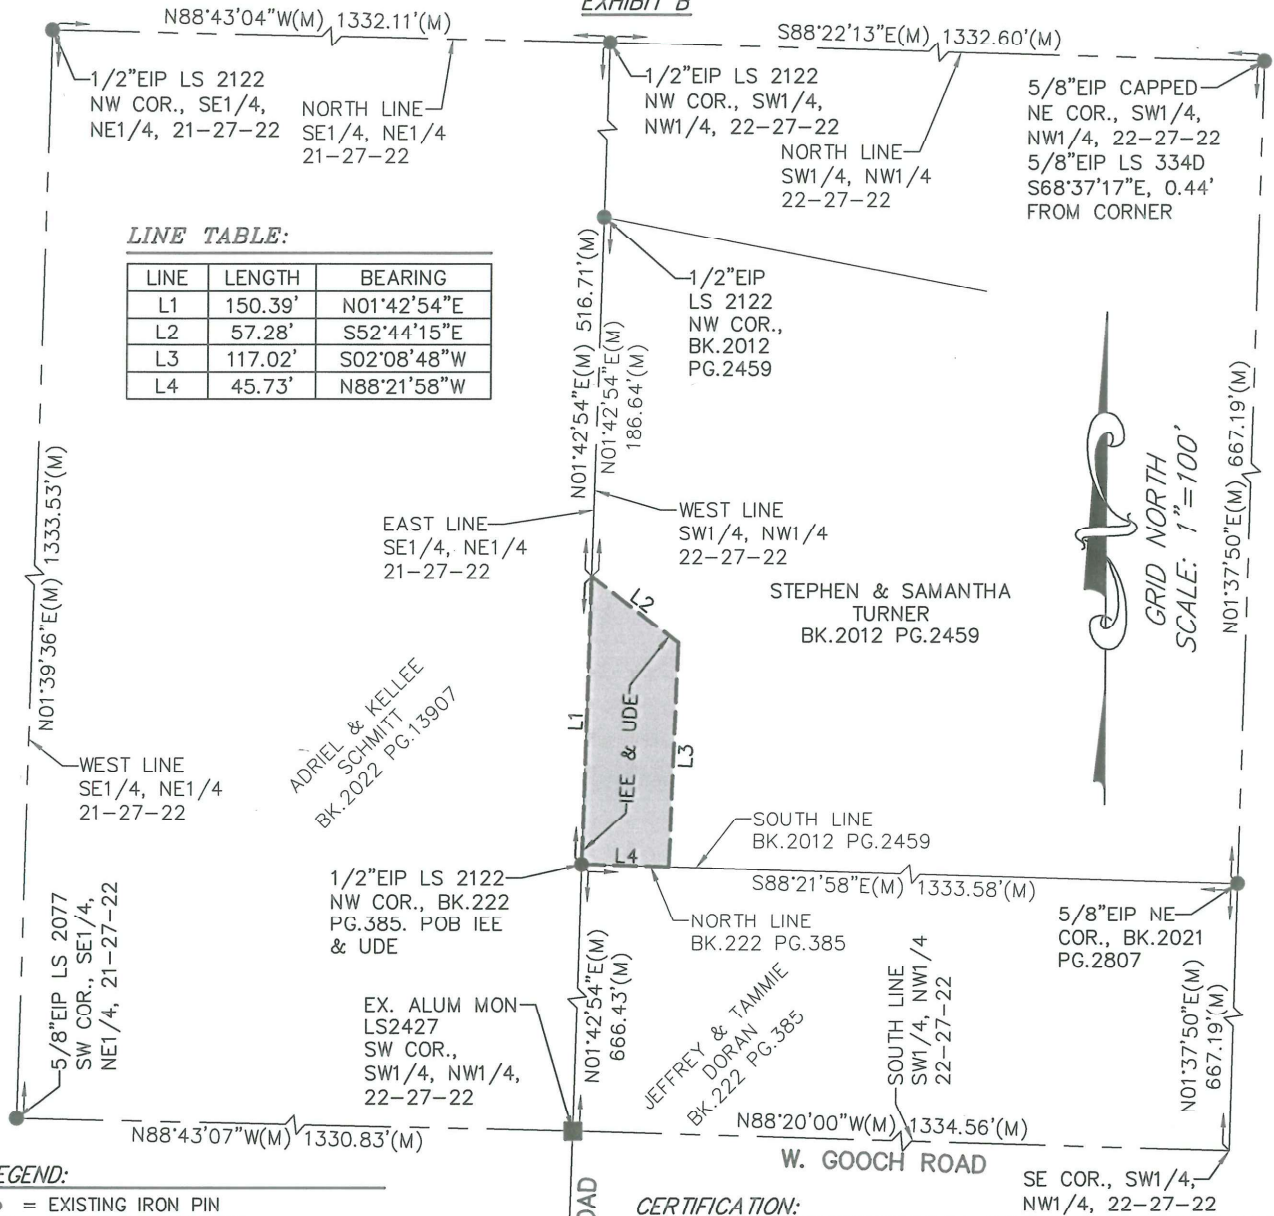 EXHIBIT B
N88°43'04"W(M) 1332.11'(M)
S88°22'13"E(M) 1332.60'(M)
1/2"EIP LS 2122
NW COR., SE1/4,
NE1/4, 21-27-22
NORTH LINE
SE1/4, NE1/4
21-27-22
1/2"EIP LS 2122
NW COR., SW1/4,
NW1/4, 22-27-22
NORTH LINE
SW1/4, NW1/4
22-27-22
5/8"EIP CAPPED
NE COR., SW1/4,
NW1/4, 22-27-22
5/8"EIP LS 334D
S68°37'17"E, 0.44'
FROM CORNER
LINE TABLE:
LINE LENGTH BEARING
L1 150.39' N01°42'54"E
L2 57.28' S52°44'15"E
L3 117.02' S02°08'48"W
L4 45.73' N88°21'58"W
1/2"EIP
LS 2122
NW COR.,
BK.2012
PG.2459
N01°42'54"E(M) 516.71'(M)
N01°42'54"E(M)
186.64'(M)
N01°39'36"E(M) 1333.53'(M)
N01°37'50"E(M) 667.19'(M)
GRID NORTH
SCALE: 1"=100'
EAST LINE
SE1/4, NE1/4
21-27-22
WEST LINE
SW1/4, NW1/4
22-27-22
STEPHEN & SAMANTHA
TURNER
BK.2012 PG.2459
L2
L1
IEE & UDE
L3
L4
ADRIEL & KELLEE
SCHMITT
BK.2022 PG.13907
WEST LINE
SE1/4, NE1/4
21-27-22
SOUTH LINE
BK.2012 PG.2459
S88°21'58"E(M) 1333.58'(M)
1/2"EIP LS 2122
NW COR., BK.222
PG.385. POB IEE
& UDE
NORTH LINE
BK.222 PG.385
5/8"EIP NE
COR., BK.2021
PG.2807
5/8"EIP LS 2077
SW COR., SE1/4,
NE1/4, 21-27-22
EX. ALUM MON
LS2427
SW COR.,
SW1/4, NW1/4,
22-27-22
N01°42'54"E(M)
666.43'(M)
JEFFREY & TAMMIE
DORAN
BK.222 PG.385
SOUTH LINE
SW1/4, NW1/4
22-27-22
N01°37'50"E(M)
667.19'(M)
N88°43'07"W(M) 1330.83'(M)
N88°20'00"W(M) 1334.56'(M)
W. GOOCH ROAD
SE COR., SW1/4,
NW1/4, 22-27-22
EGEND:
= EXISTING IRON PIN
OAD
CERTIFICATION: